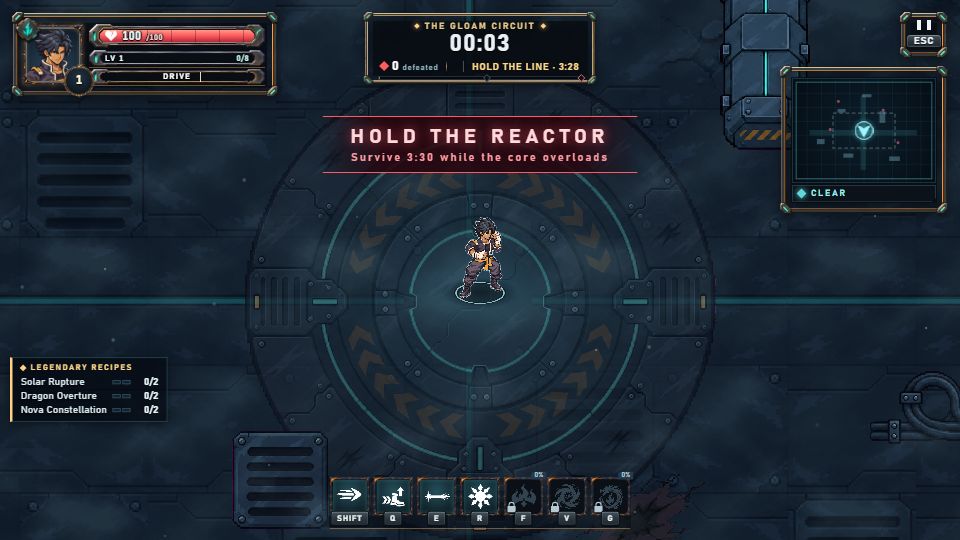 100 /100
LV 1
0/8
DRIVE
1
THE GLOAM CIRCUIT
00:03
0 defeated
HOLD THE LINE · 3:28
ESC
CLEAR
HOLD THE REACTOR
Survive 3:30 while the core overloads
LEGENDARY RECIPES
Solar Rupture 0/2
Dragon Overture 0/2
Nova Constellation 0/2
0% 0%
SHIFT Q E R F V G